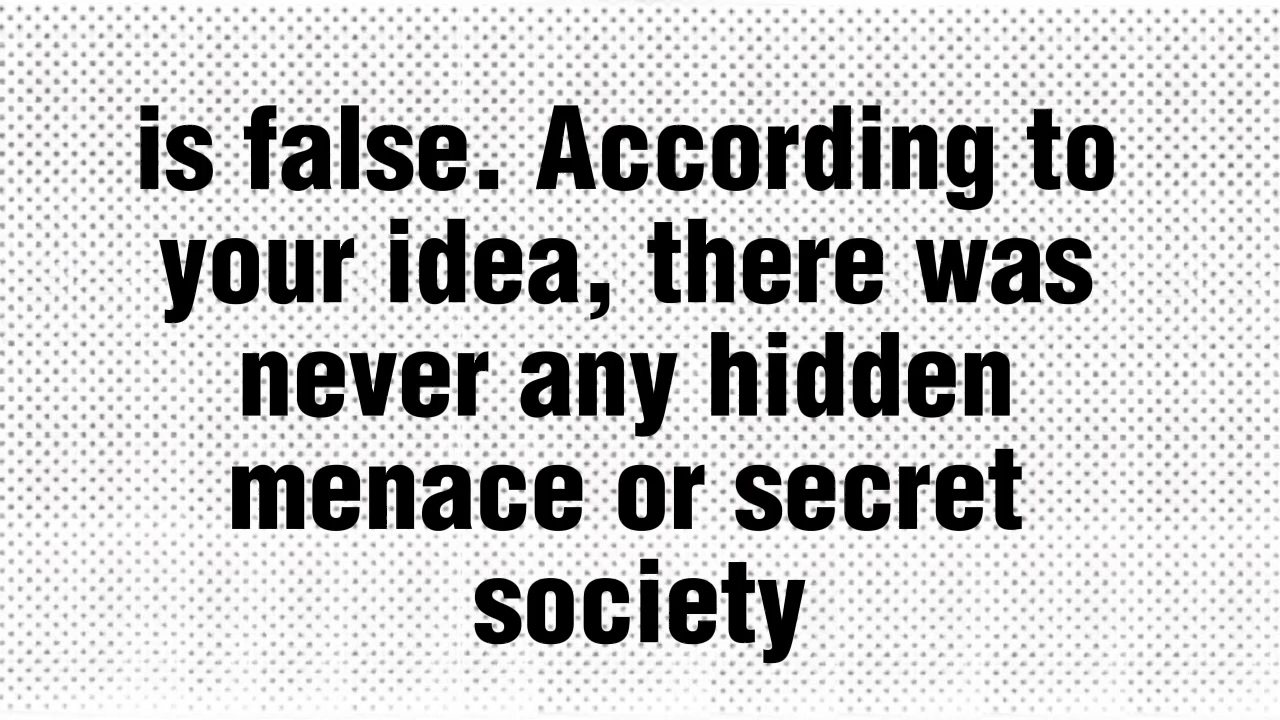 is false. According to
your idea, there was
never any hidden
menace or secret
society